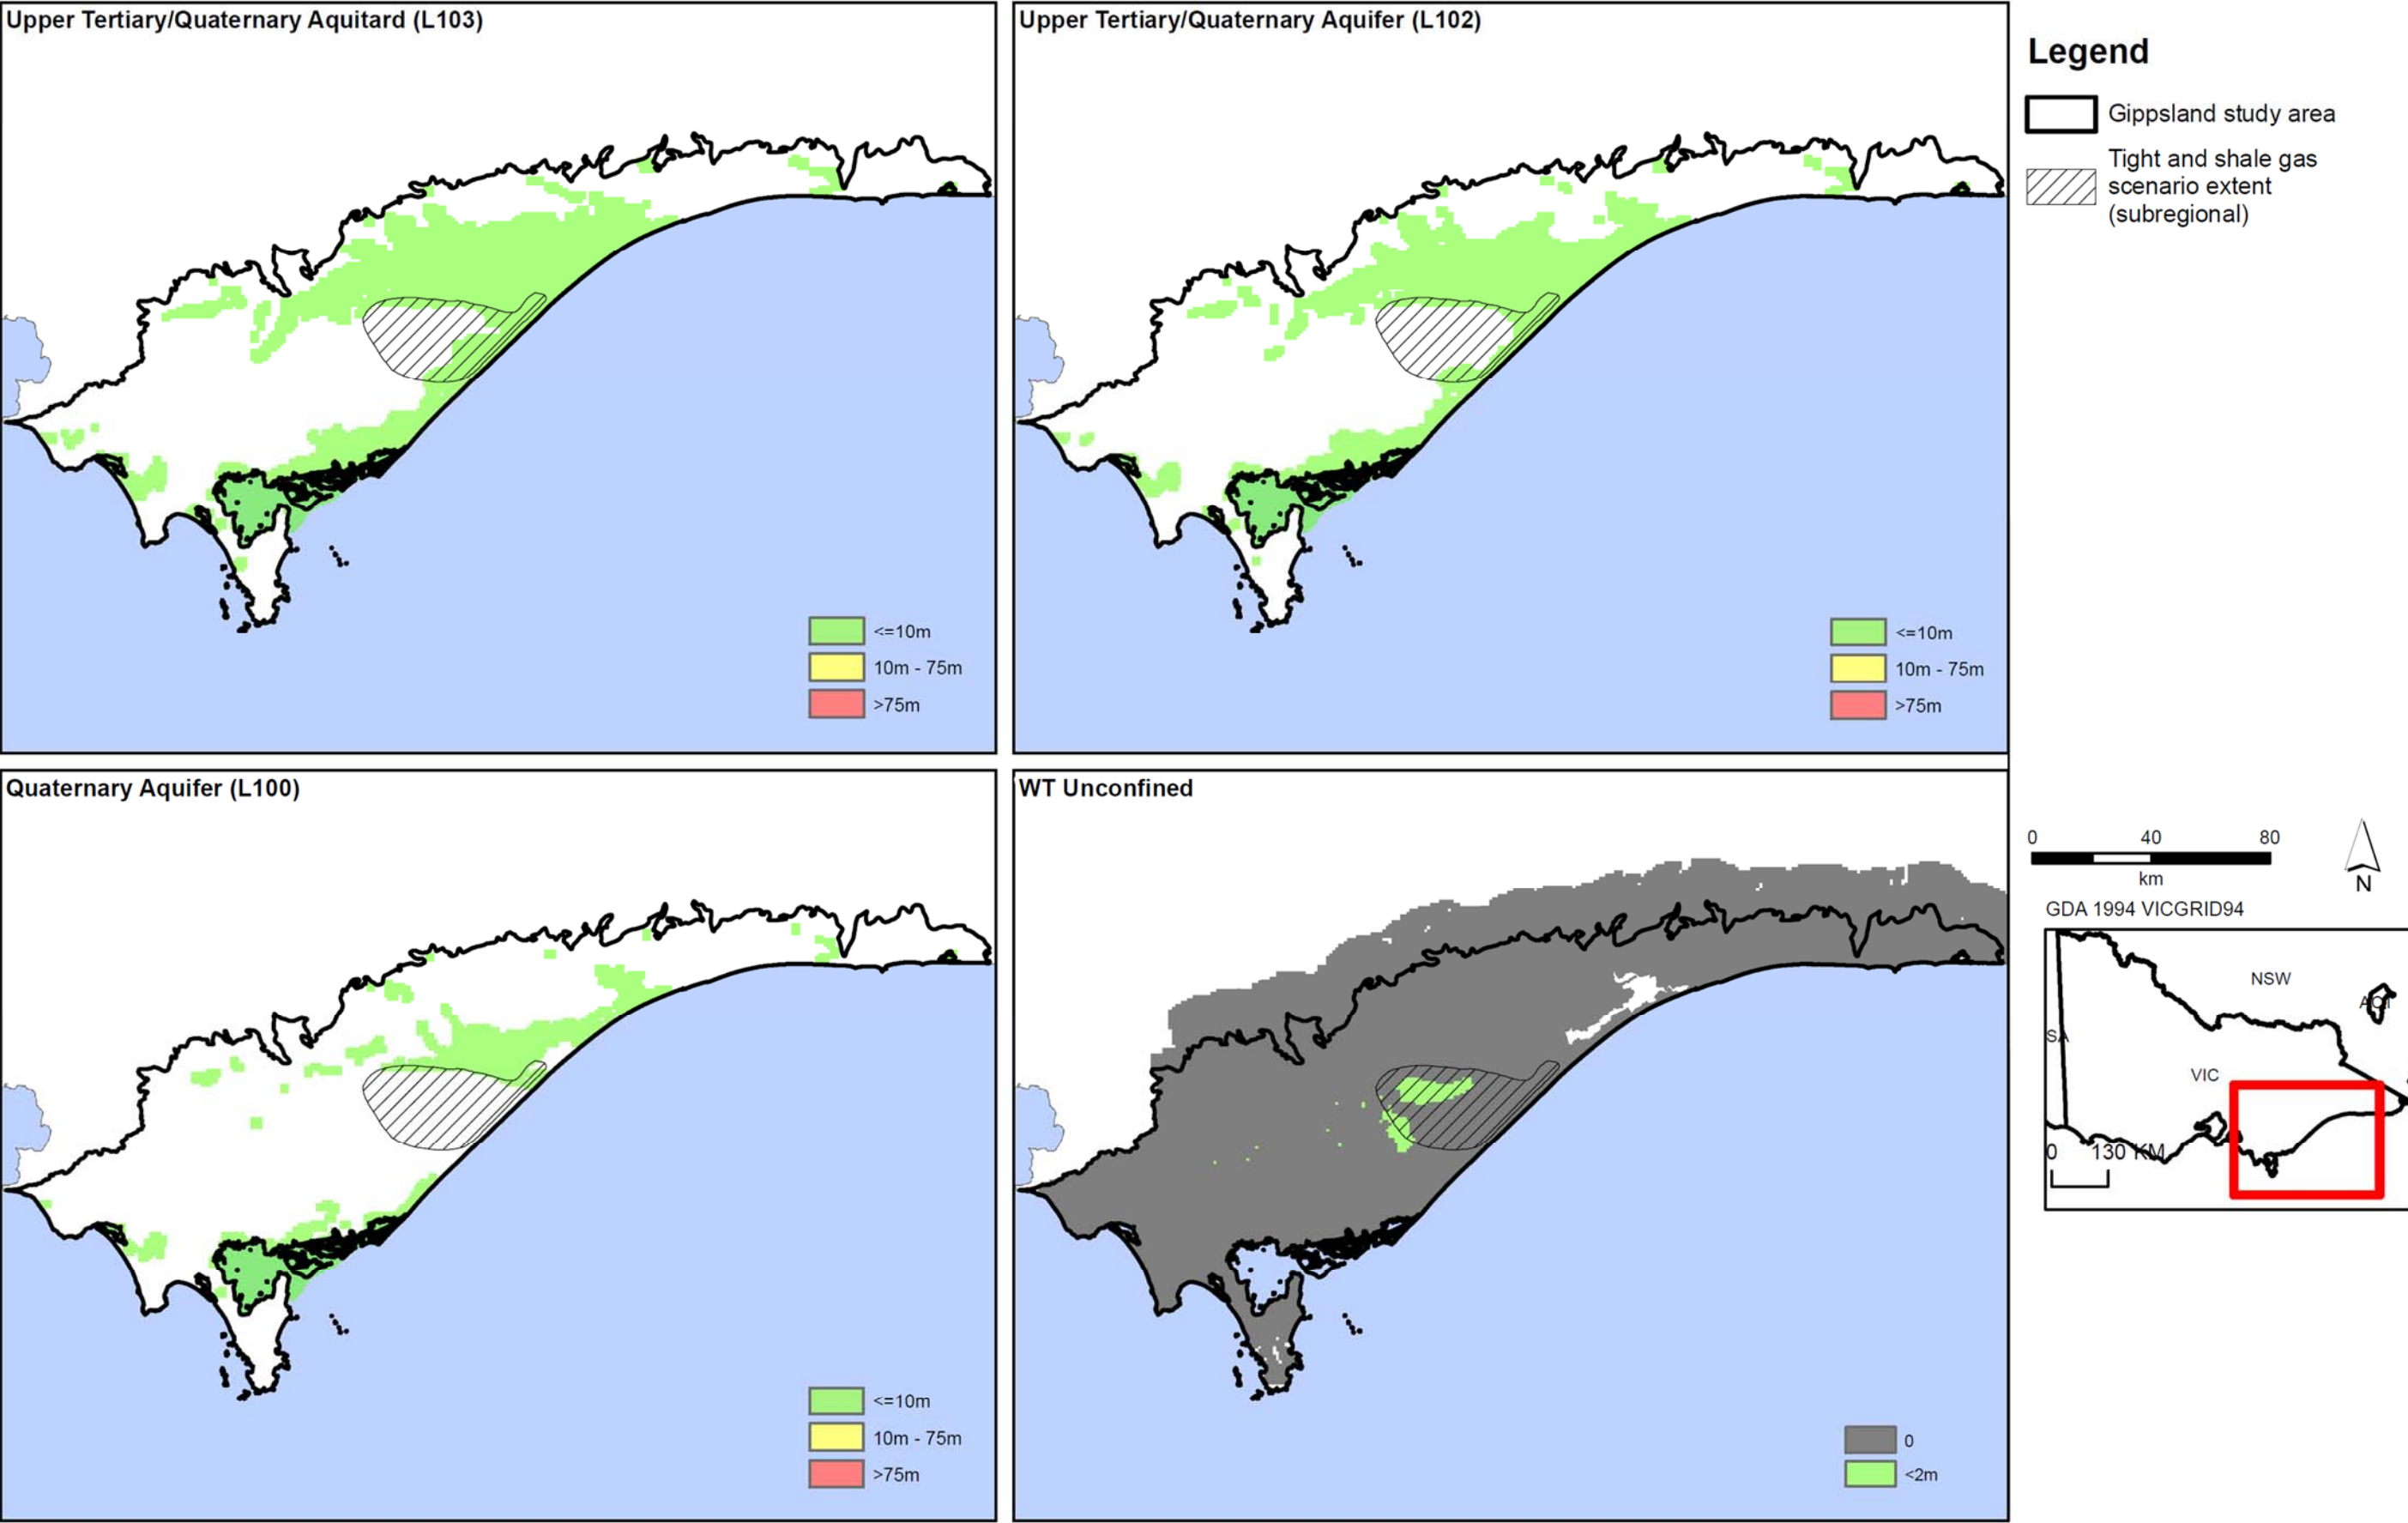 Upper Tertiary/Quaternary Aquitard (L103)
<=10m
10m - 75m
>75m
Upper Tertiary/Quaternary Aquifer (L102)
<=10m
10m - 75m
>75m
Legend
Gippsland study area
Tight and shale gas
scenario extent
(subregional)
Quaternary Aquifer (L100)
<=10m
10m - 75m
>75m
WT Unconfined
0
<2m
0 40 80
km
N
GDA 1994 VICGRID94
NSW
ACT
SA
VIC
0 130 KM